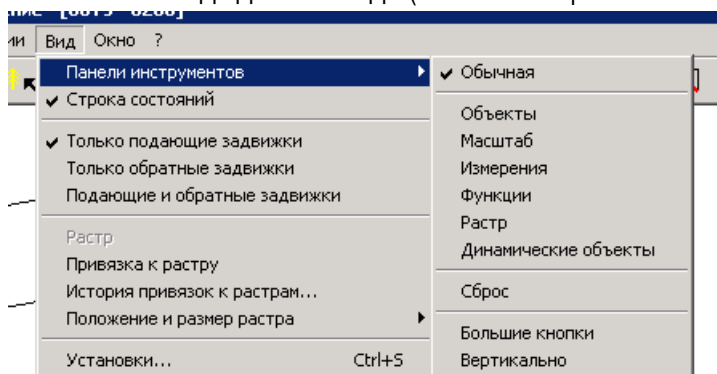 Вид Окно ?
Панели инструментов
Строка состояний
Только подающие задвижки
Только обратные задвижки
Подающие и обратные задвижки
Растр
Привязка к растру
История привязок к растрам...
Положение и размер растра
Установки... Ctrl+S
Обычная
Объекты
Масштаб
Измерения
Функции
Растр
Динамические объекты
Сброс
Большие кнопки
Вертикально